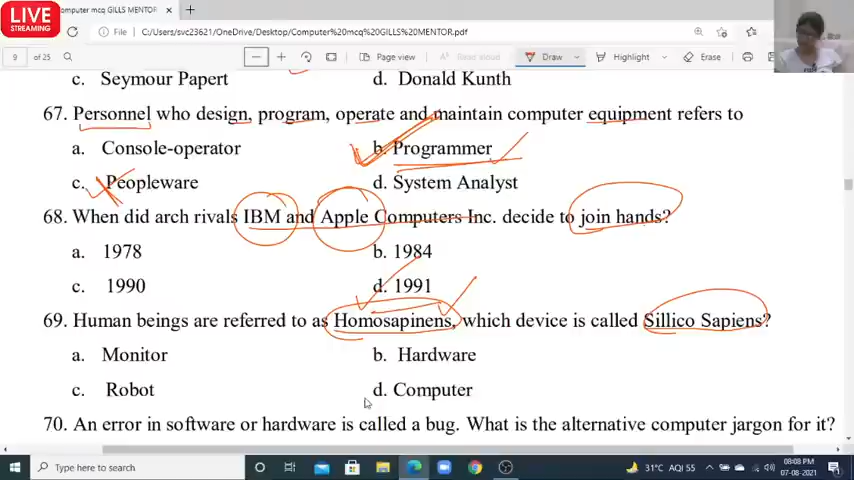 LIVE
STREAMING
Computer mcq GILLS MENTOR
File
C:/Users/svc23621/OneDrive/Desktop/Computer%20mcq%20GILLS%20MENTOR.pdf
9 of 25
Page view
Read aloud
Draw
Highlight
Erase
c. Seymour Papert
d. Donald Kunth
67. Personnel who design, program, operate and maintain computer equipment refers to
a. Console-operator
b. Programmer
c. Peopleware
d. System Analyst
68. When did arch rivals IBM and Apple Computers Inc. decide to join hands?
a. 1978
b. 1984
c. 1990
d. 1991
69. Human beings are referred to as Homosapinens, which device is called Sillico Sapiens?
a. Monitor
b. Hardware
c. Robot
d. Computer
70. An error in software or hardware is called a bug. What is the alternative computer jargon for it?
Type here to search
31°C AQI 55
08:08 PM
07-08-2021